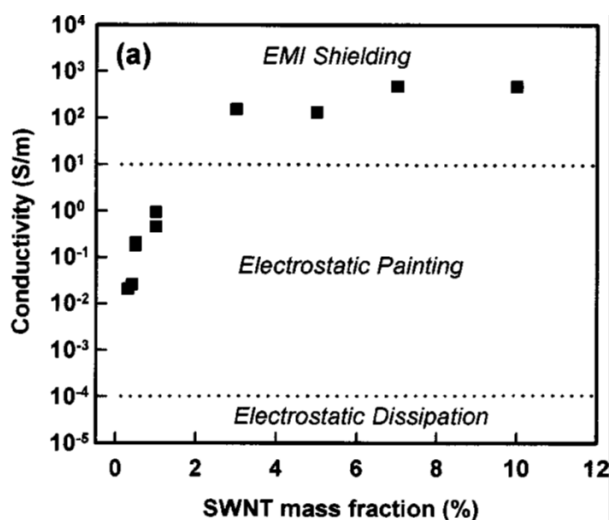 (a)
EMI Shielding
Electrostatic Painting
Electrostatic Dissipation
Conductivity (S/m)
10⁴
10³
10²
10¹
10⁰
10⁻¹
10⁻²
10⁻³
10⁻⁴
10⁻⁵
0 2 4 6 8 10 12
SWNT mass fraction (%)